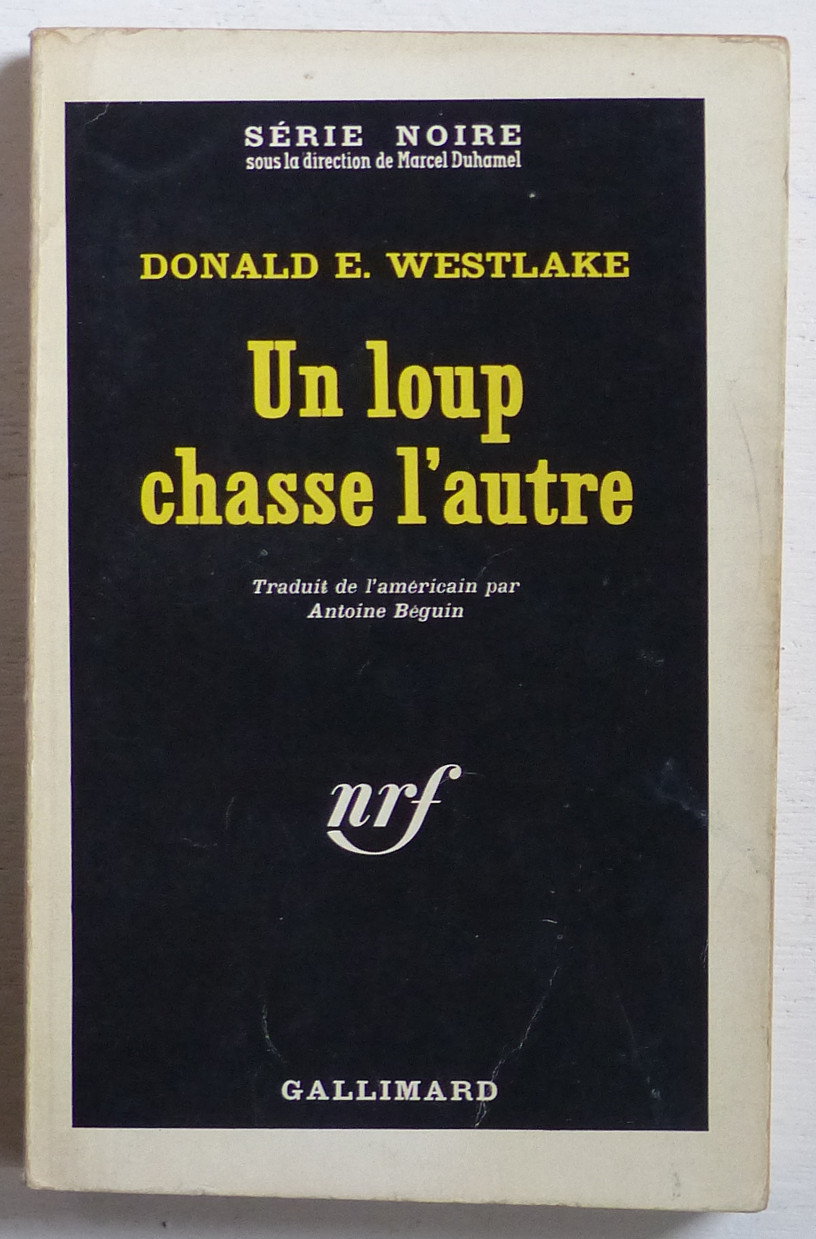 SÉRIE NOIRE
sous la direction de Marcel Duhamel
DONALD E. WESTLAKE
Un loup
chasse l'autre
Traduit de l'américain par
Antoine Béguin
nrf
GALLIMARD